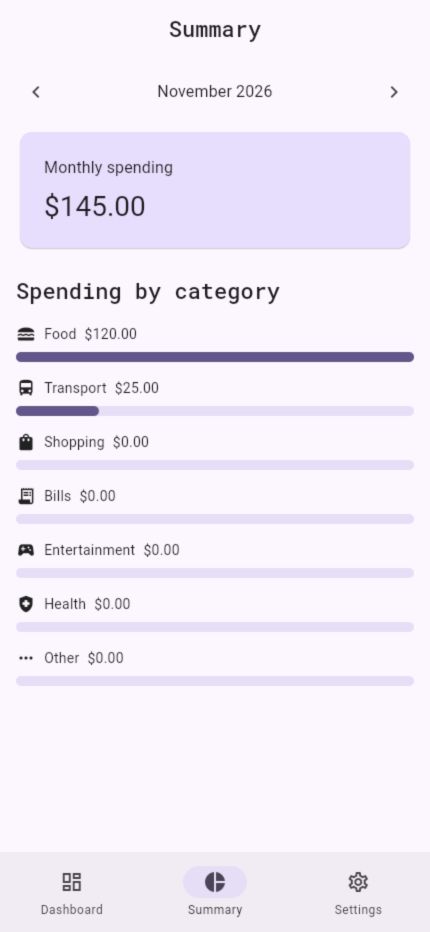 Summary
November 2026
Monthly spending
$145.00
Spending by category
Food $120.00
Transport $25.00
Shopping $0.00
Bills $0.00
Entertainment $0.00
Health $0.00
Other $0.00
Dashboard Summary Settings